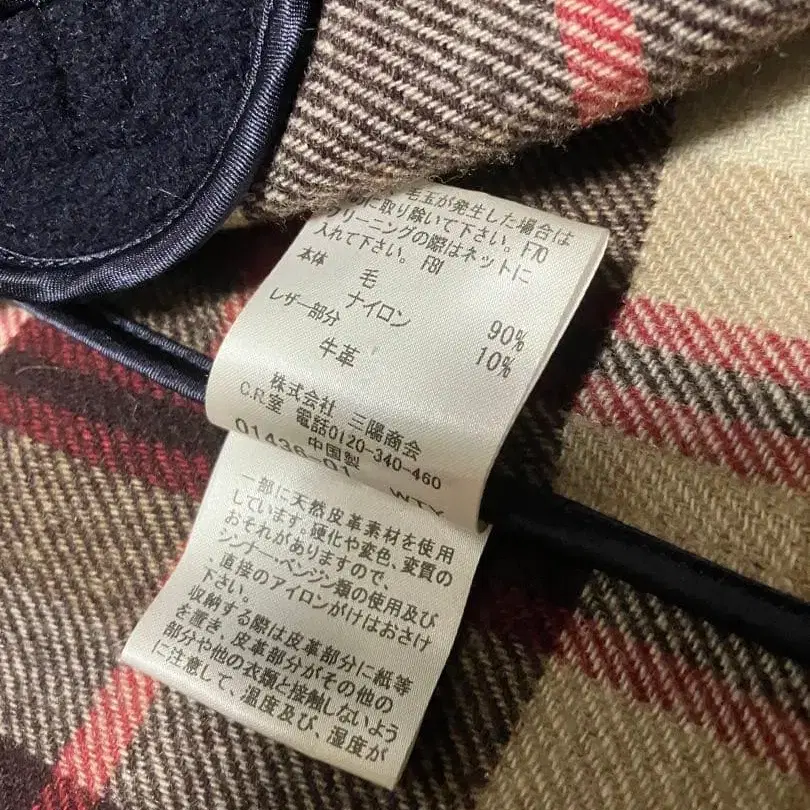 毛玉が発生した場合は
に取り除いて下さい。F70
クリーニングの際はネットに
入れて下さい。F81
本体
毛 90%
ナイロン 10%
レザー部分
牛革
株式会社 三陽商会
C.R.室 電話0120-340-460
中国製
01436-01 WTY
一部に天然皮革素材を使用
しています。硬化や変色、変質の
おそれがありますので、
シンナー、ベンジン類の使用及び
直接のアイロンがけはおさけ
下さい。
収納する際は皮革部分に紙等
を置き、皮革部分がその他の
部分や他の衣類と接触しないよう
に注意して、温度及び、湿度が